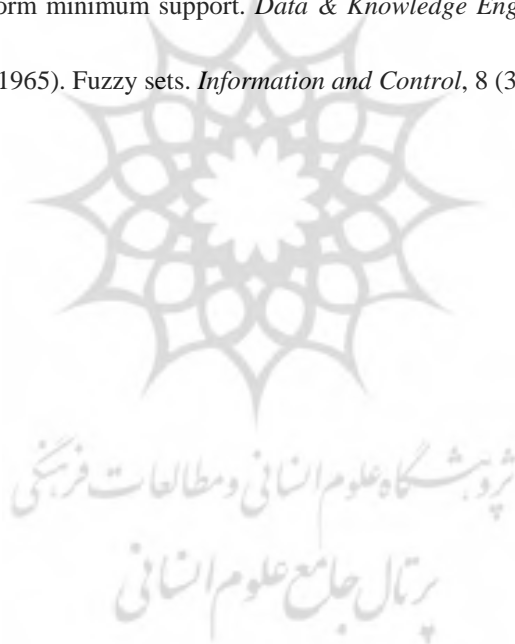 orm minimum support. Data & Knowledge Eng
1965). Fuzzy sets. Information and Control, 8 (3
پژوهشگاه علوم انسانی و مطالعات فرهنگی
پرتال جامع علوم انسانی